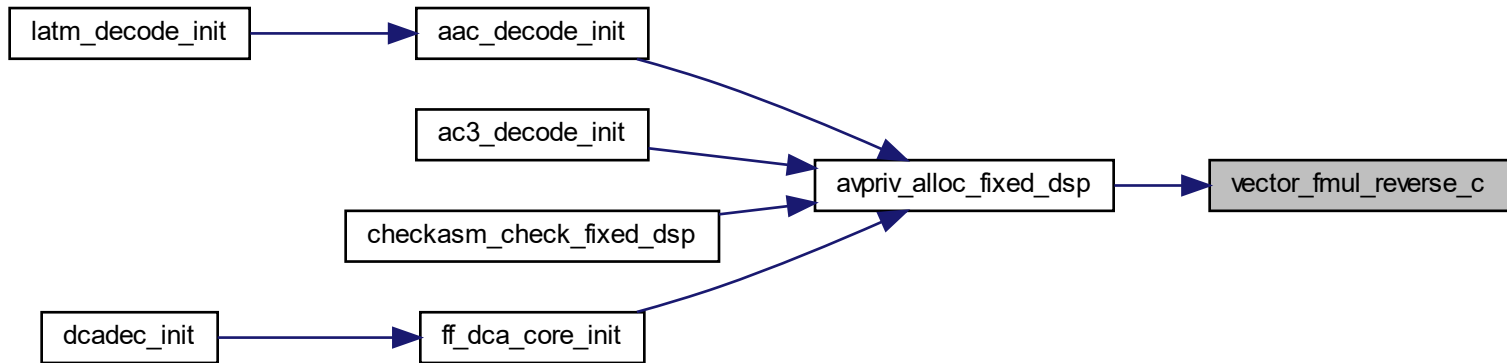 latm_decode_init
aac_decode_init
ac3_decode_init
avpriv_alloc_fixed_dsp
vector_fmul_reverse_c
checkasm_check_fixed_dsp
dcadec_init
ff_dca_core_init